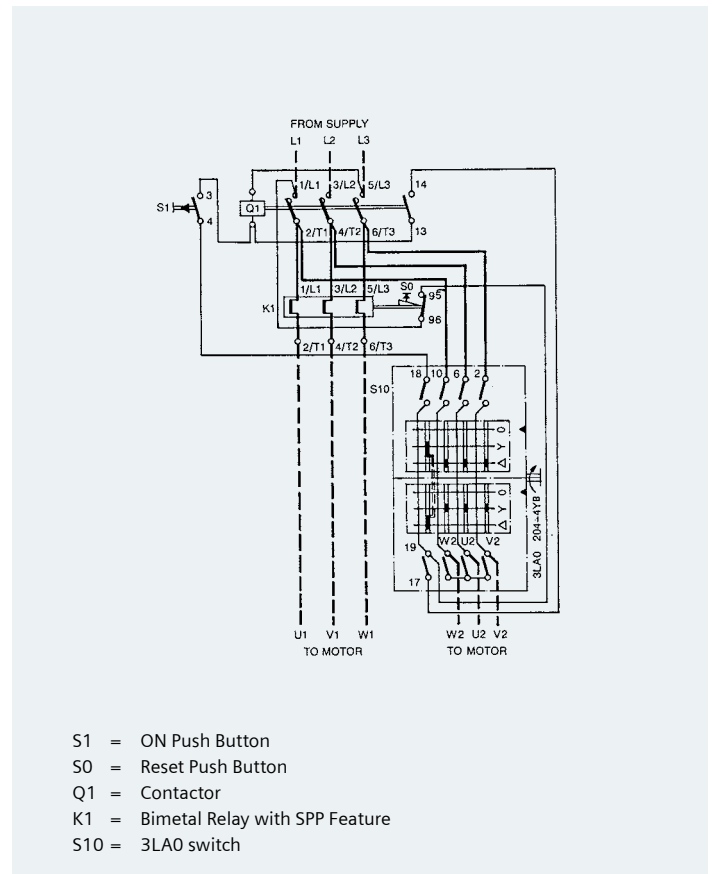 FROM SUPPLY
L1 L2 L3
3 1/L1 3/L2 5/L3 14
S1 Q1
4 2/T1 4/T2 6/T3 13
1/L1 3/L2 5/L3 S0 95
K1
96
2/T1 4/T2 6/T3
18 10 6 2
S10
O
Y
Δ
O
Y
Δ
3LA0 204-4YB
W2 U2 V2
19
17
U1 V1 W1 W2 U2 V2
TO MOTOR TO MOTOR
S1 = ON Push Button
S0 = Reset Push Button
Q1 = Contactor
K1 = Bimetal Relay with SPP Feature
S10 = 3LA0 switch